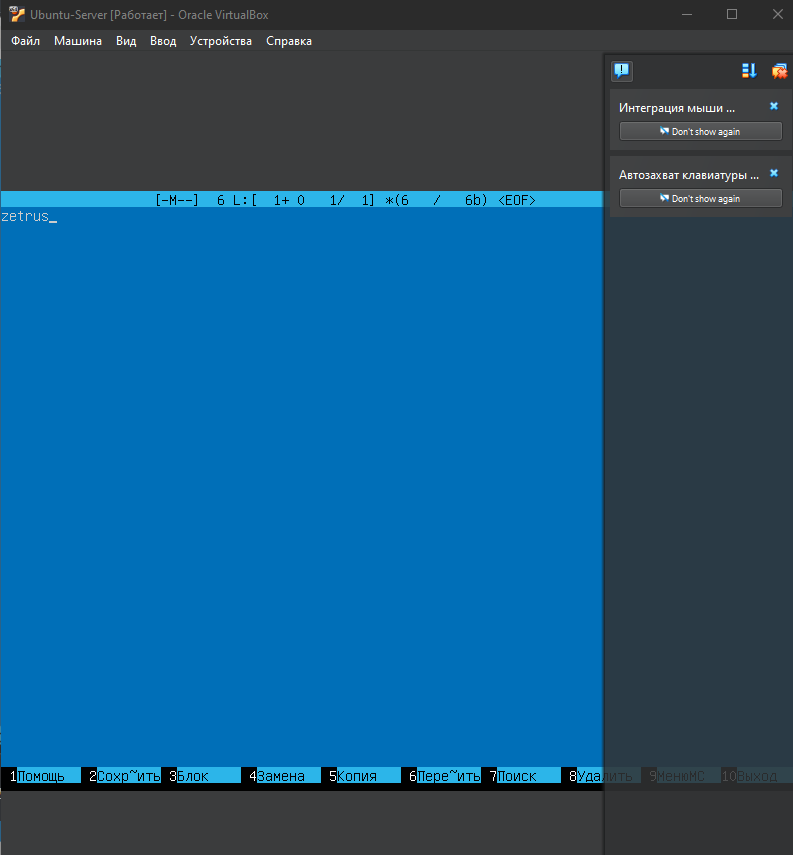 Ubuntu-Server [Работает] - Oracle VirtualBox
Файл Машина Вид Ввод Устройства Справка
Интеграция мыши ...
Don't show again
Автозахват клавиатуры ...
Don't show again
[-M--] 6 L:[ 1+ 0 1/ 1] *(6 / 6b) <EOF>
zetrus_
1Помощь 2Сохр~ить 3Блок 4Замена 5Копия 6Пере~ить 7Поиск 8Удалить 9МенюMC 10Выход